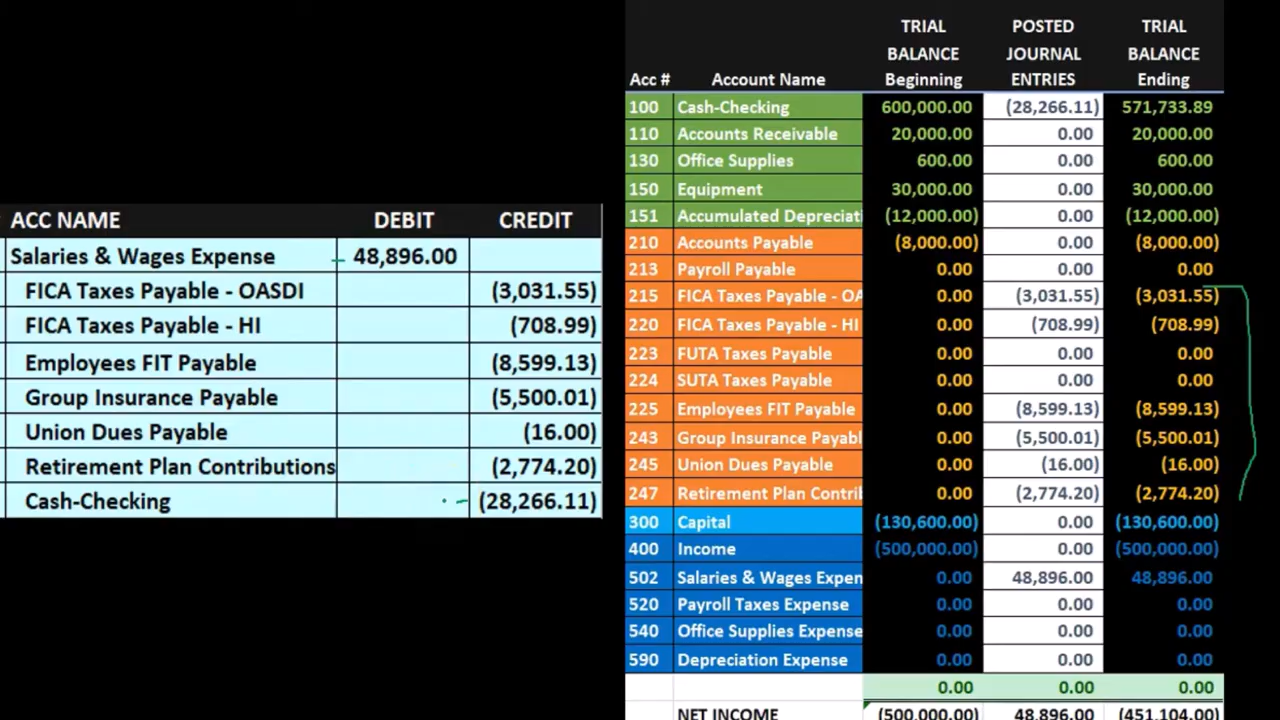 ACC NAME DEBIT CREDIT
Salaries & Wages Expense 48,896.00
FICA Taxes Payable - OASDI (3,031.55)
FICA Taxes Payable - HI (708.99)
Employees FIT Payable (8,599.13)
Group Insurance Payable (5,500.01)
Union Dues Payable (16.00)
Retirement Plan Contributions (2,774.20)
Cash-Checking (28,266.11)
TRIAL POSTED TRIAL
BALANCE JOURNAL BALANCE
Acc # Account Name Beginning ENTRIES Ending
100 Cash-Checking 600,000.00 (28,266.11) 571,733.89
110 Accounts Receivable 20,000.00 0.00 20,000.00
130 Office Supplies 600.00 0.00 600.00
150 Equipment 30,000.00 0.00 30,000.00
151 Accumulated Depreciati (12,000.00) 0.00 (12,000.00)
210 Accounts Payable (8,000.00) 0.00 (8,000.00)
213 Payroll Payable 0.00 0.00 0.00
215 FICA Taxes Payable - OA 0.00 (3,031.55) (3,031.55)
220 FICA Taxes Payable - HI 0.00 (708.99) (708.99)
223 FUTA Taxes Payable 0.00 0.00 0.00
224 SUTA Taxes Payable 0.00 0.00 0.00
225 Employees FIT Payable 0.00 (8,599.13) (8,599.13)
243 Group Insurance Payabl 0.00 (5,500.01) (5,500.01)
245 Union Dues Payable 0.00 (16.00) (16.00)
247 Retirement Plan Contrib 0.00 (2,774.20) (2,774.20)
300 Capital (130,600.00) 0.00 (130,600.00)
400 Income (500,000.00) 0.00 (500,000.00)
502 Salaries & Wages Expen 0.00 48,896.00 48,896.00
520 Payroll Taxes Expense 0.00 0.00 0.00
540 Office Supplies Expense 0.00 0.00 0.00
590 Depreciation Expense 0.00 0.00 0.00
0.00 0.00 0.00
NET INCOME (500,000.00) 48,896.00 (451,104.00)